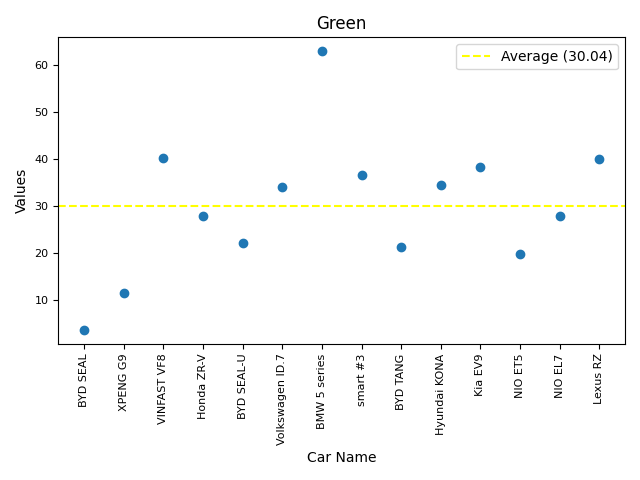 Green
Average (30.04)
Values
60
50
40
30
20
10
BYD SEAL
XPENG G9
VINFAST VF8
Honda ZR-V
BYD SEAL-U
Volkswagen ID.7
BMW 5 series
smart #3
BYD TANG
Hyundai KONA
Kia EV9
NIO ET5
NIO EL7
Lexus RZ
Car Name